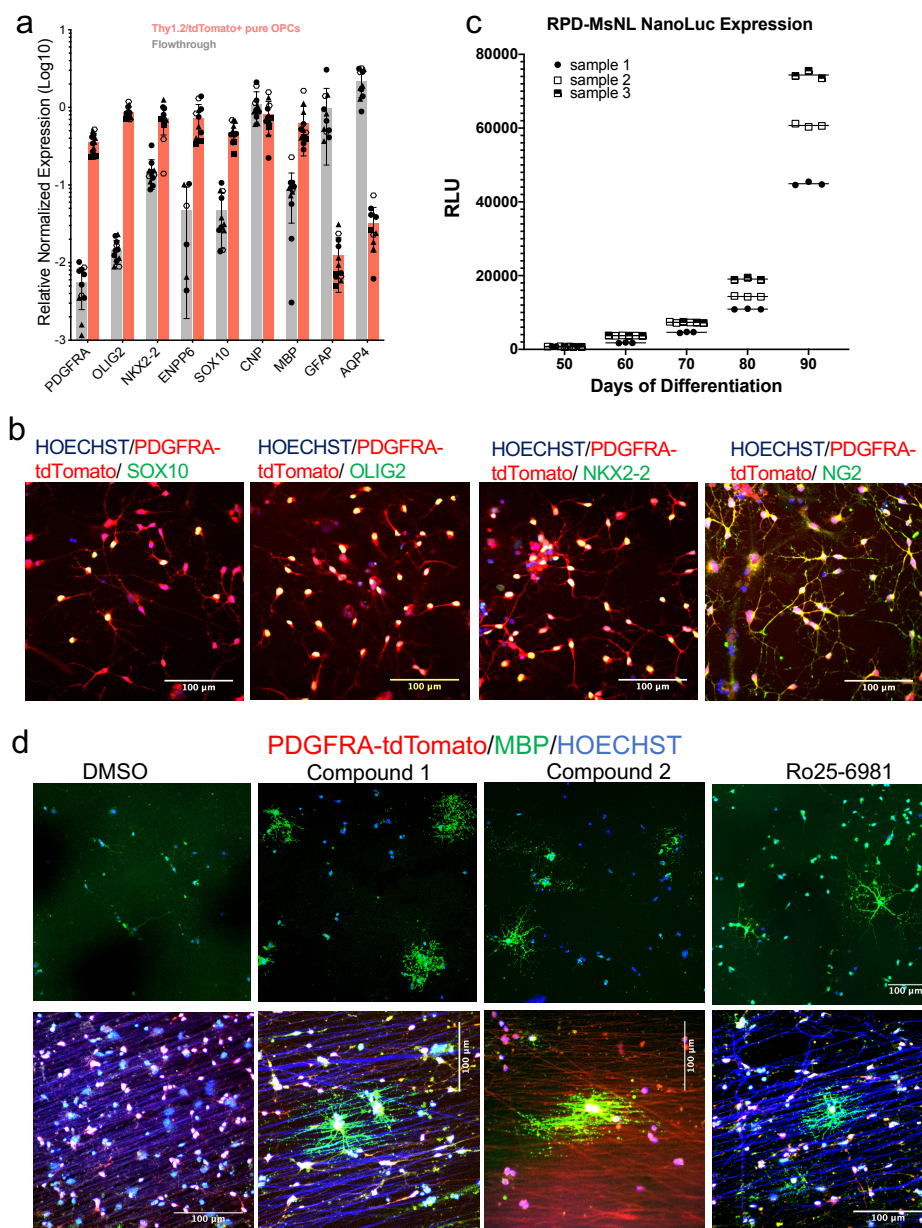 a
Thy1.2/tdTomato+ pure OPCs
Flowthrough
Relative Normalized Expression (Log10)
1
0
-1
-2
-3
PDGFRA
OLIG2
NKX2-2
ENPP6
SOX10
CNP
MBP
GFAP
AQP4
c
RPD-MsNL NanoLuc Expression
sample 1
sample 2
sample 3
RLU
80000
60000
40000
20000
0
50
60
70
80
90
Days of Differentiation
b
HOECHST/PDGFRA-
tdTomato/ SOX10
100 µm
HOECHST/PDGFRA-
tdTomato/ OLIG2
100 µm
HOECHST/PDGFRA-
tdTomato/ NKX2-2
100 µm
HOECHST/PDGFRA-
tdTomato/ NG2
100 µm
d
PDGFRA-tdTomato/MBP/HOECHST
DMSO
Compound 1
Compound 2
Ro25-6981
100 µm
100 µm
100 µm
100 µm
100 µm